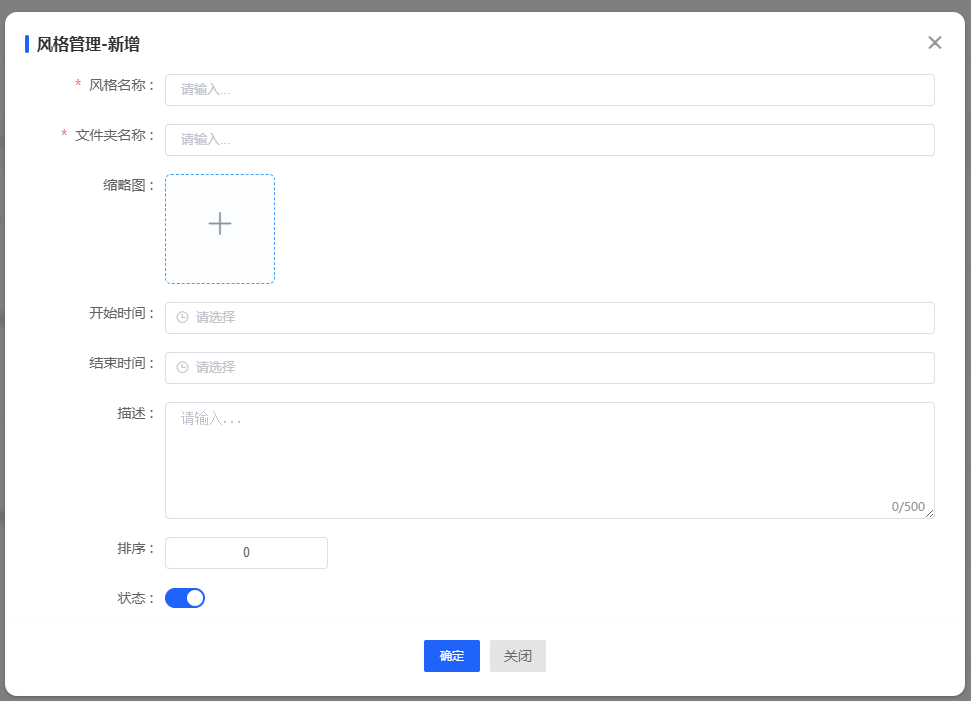 风格管理-新增
* 风格名称： 请输入...
* 文件夹名称： 请输入...
缩略图：
开始时间： 请选择
结束时间： 请选择
描述： 请输入...
0/500
排序： 0
状态：
确定 关闭